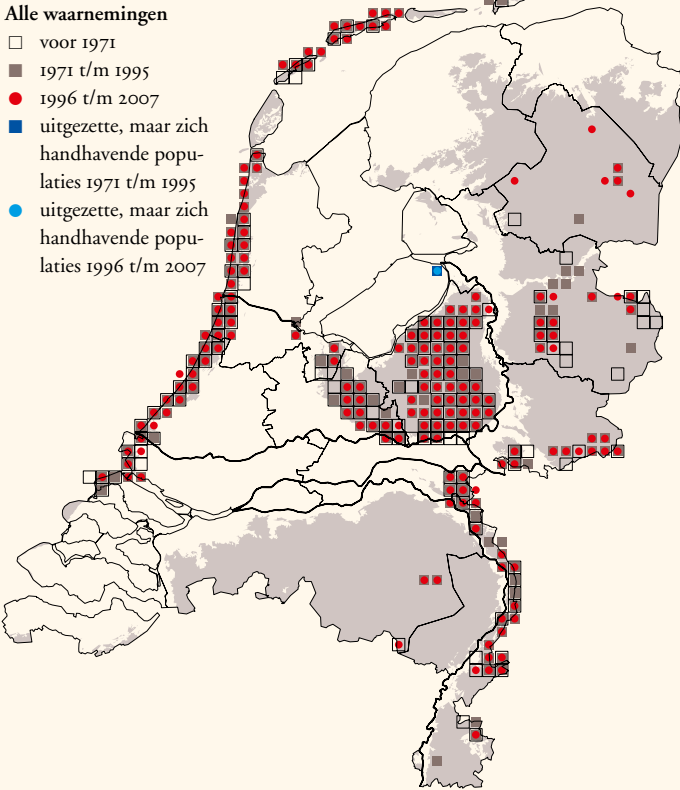 Alle waarnemingen
voor 1971
1971 t/m 1995
1996 t/m 2007
uitgezette, maar zich
handhavende popu-
laties 1971 t/m 1995
uitgezette, maar zich
handhavende popu-
laties 1996 t/m 2007